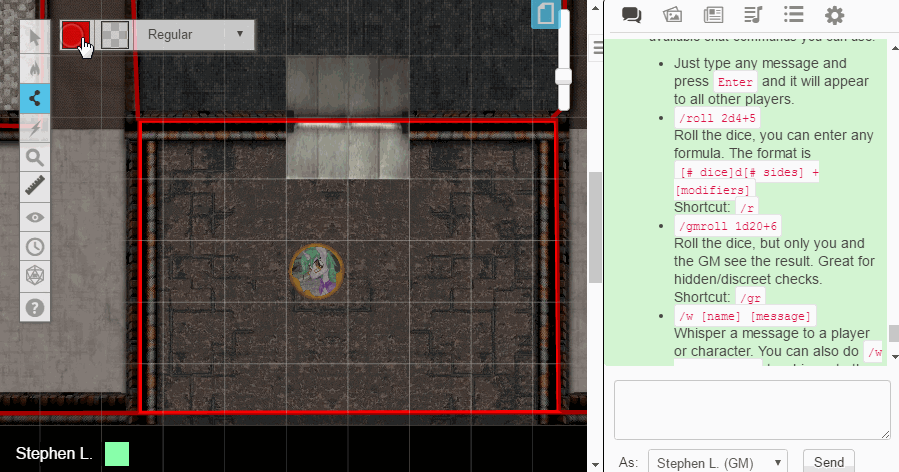 Regular
available chat commands you can use.
Just type any message and
press Enter and it will appear
to all other players.
/roll 2d4+5
Roll the dice, you can enter any
formula. The format is
[# dice]d[# sides] +
[modifiers]
Shortcut: /r
/gmroll 1d20+6
Roll the dice, but only you and
the GM see the result. Great for
hidden/discreet checks.
Shortcut: /gr
/w [name] [message]
Whisper a message to a player
or character. You can also do /w
Stephen L.
As: Stephen L. (GM) Send